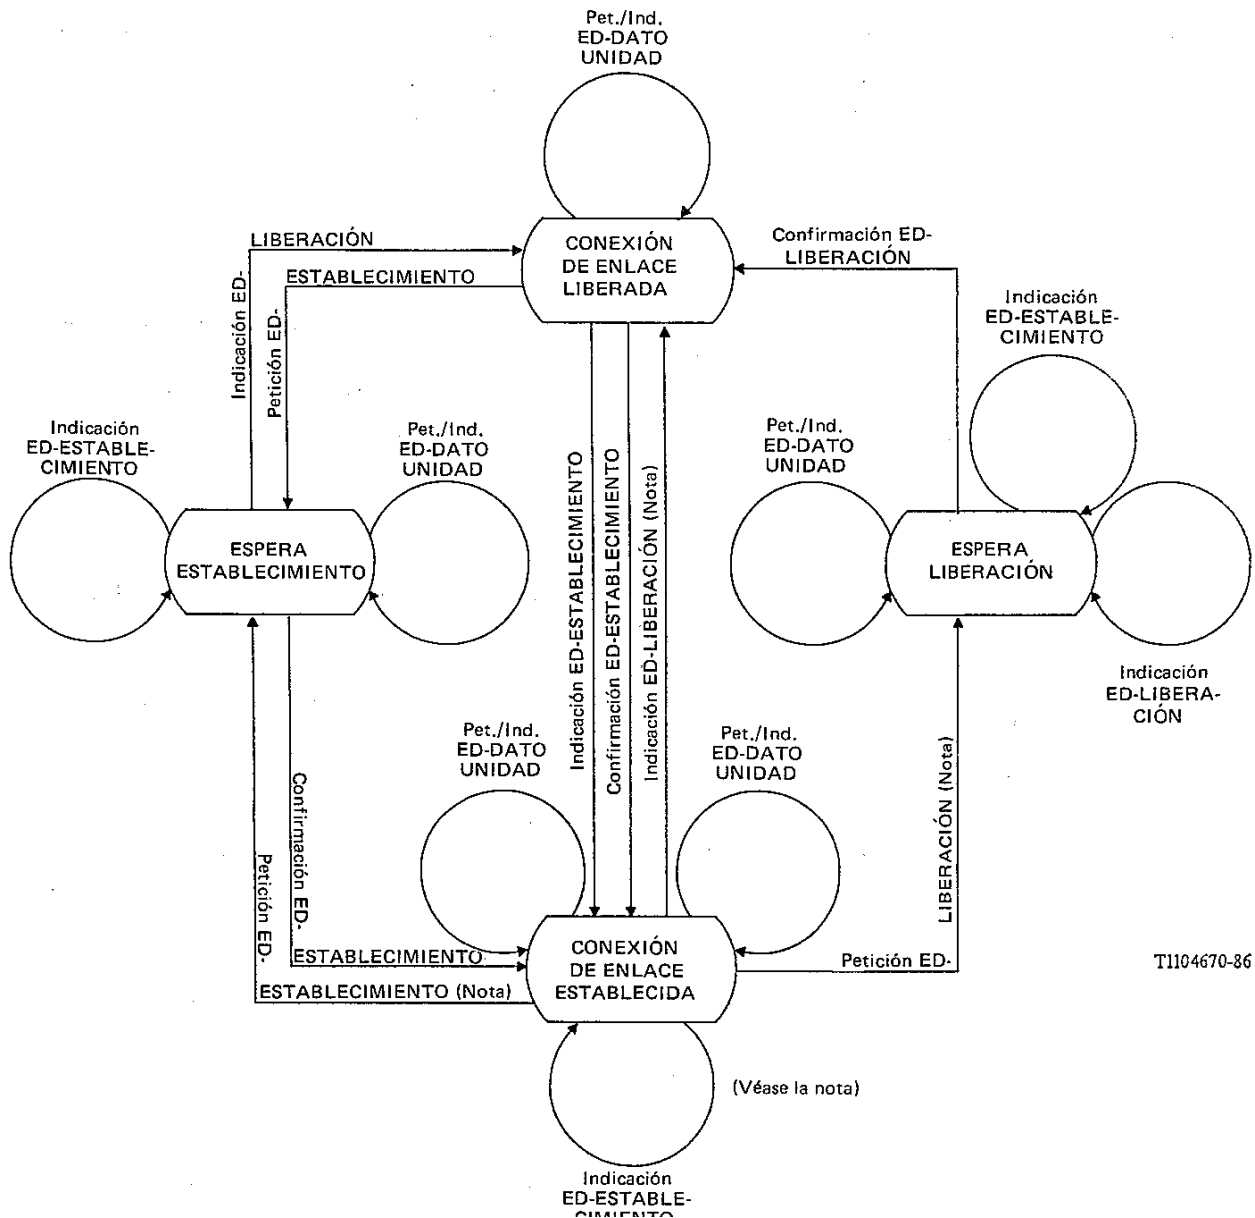 Pet./Ind.
ED-DATO
UNIDAD
LIBERACIÓN
ESTABLECIMIENTO
Indicación ED-
Petición ED-
CONEXIÓN
DE ENLACE
LIBERADA
Confirmación ED-
LIBERACIÓN
Indicación
ED-ESTABLE-
CIMIENTO
Indicación
ED-ESTABLE-
CIMIENTO
Pet./Ind.
ED-DATO
UNIDAD
Pet./Ind.
ED-DATO
UNIDAD
ESPERA
ESTABLECIMIENTO
Indicación ED-ESTABLECIMIENTO
Confirmación ED-ESTABLECIMIENTO
Indicación ED-LIBERACIÓN (Nota)
ESPERA
LIBERACIÓN
Indicación
ED-LIBERA-
CIÓN
Pet./Ind.
ED-DATO
UNIDAD
Pet./Ind.
ED-DATO
UNIDAD
Petición ED-
Confirmación ED-
LIBERACIÓN (Nota)
ESTABLECIMIENTO
ESTABLECIMIENTO (Nota)
CONEXIÓN
DE ENLACE
ESTABLECIDA
Petición ED-
T1104670-86
(Véase la nota)
Indicación
ED-ESTABLE-
CIMIENTO